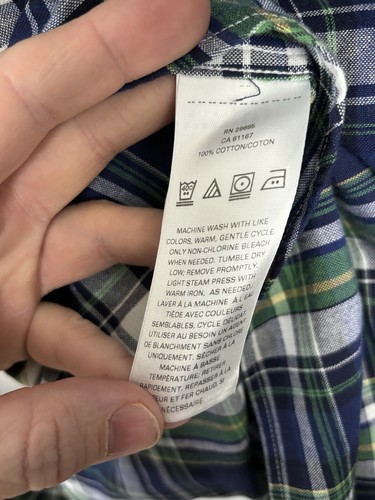 RN 29695
CA 61167
100% COTTON/COTON
MACHINE WASH WITH LIKE
COLORS, WARM, GENTLE CYCLE
ONLY NON-CHLORINE BLEACH
WHEN NEEDED. TUMBLE DRY
LOW; REMOVE PROMPTLY.
LIGHT STEAM PRESS WITH
WARM IRON, AS NEEDED/
LAVER À LA MACHINE À L'EAU
TIÈDE AVEC COULEURS
SEMBLABLES, CYCLE DÉLICAT.
UTILISER AU BESOIN UN AGENT
DE BLANCHIMENT SANS CHLORE
UNIQUEMENT. SÉCHER À LA
MACHINE À BASSE
TEMPÉRATURE; RETIRER
RAPIDEMENT. REPASSER À LA
EUR ET FER CHAUD, SI
NÉCESSAIRE.